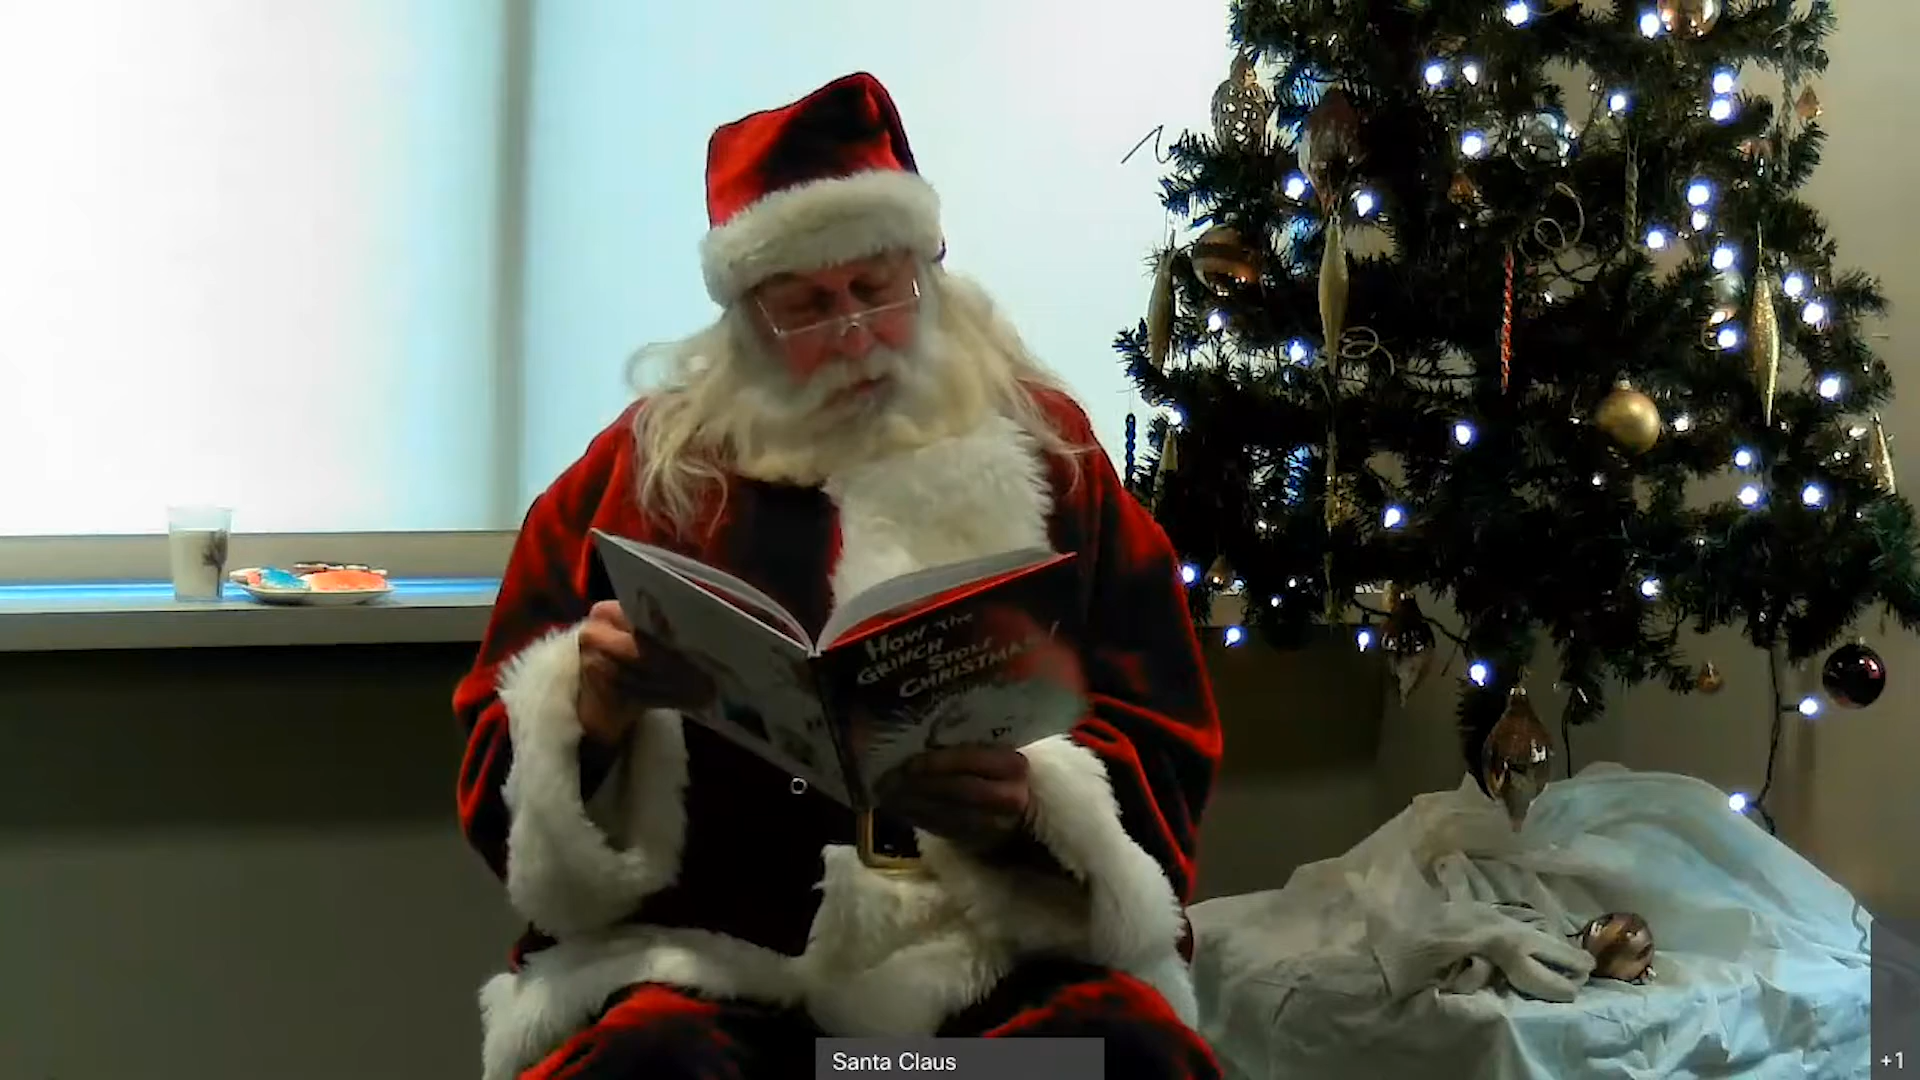 How the
GRINCH
STOLE
CHRISTMAS!
Santa Claus
+1